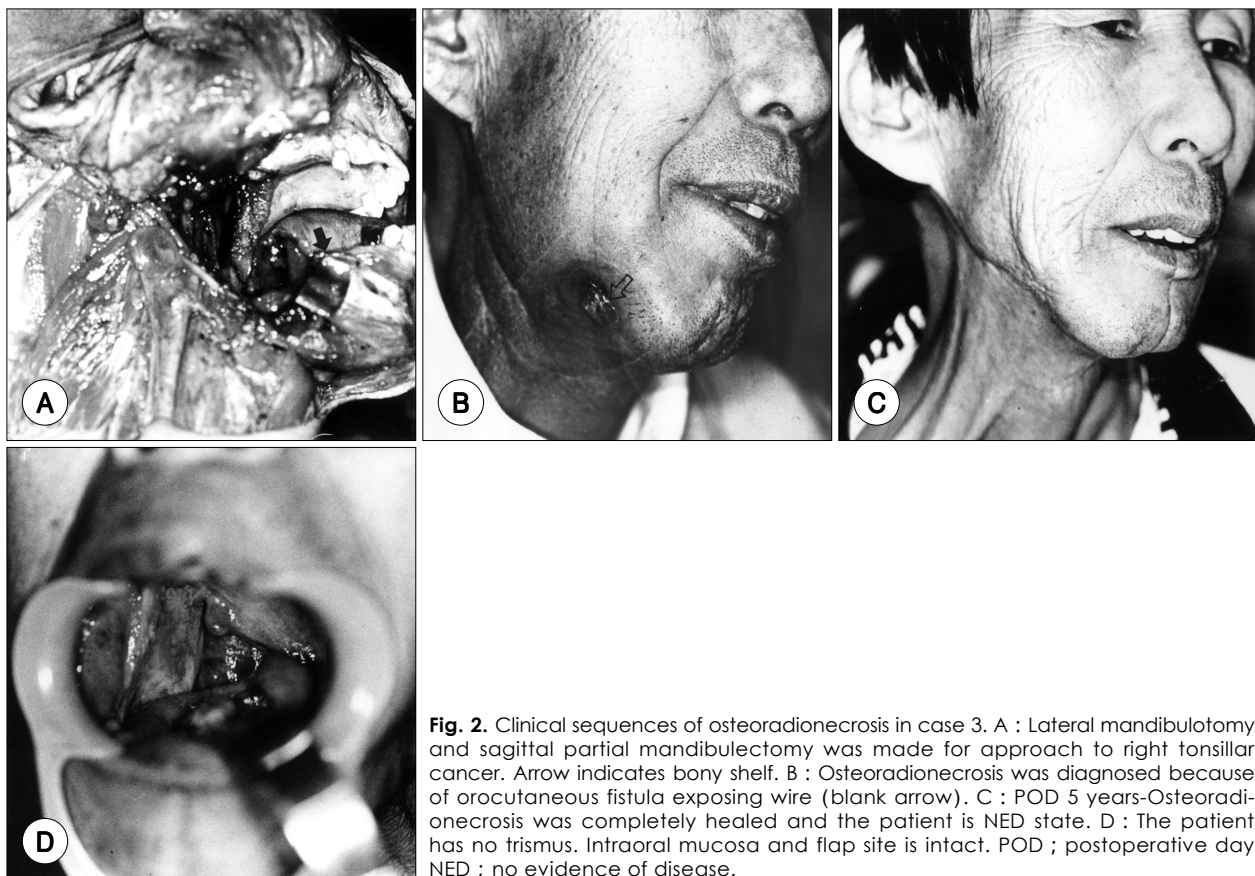 A
B
C
D
Fig. 2. Clinical sequences of osteoradionecrosis in case 3. A : Lateral mandibulotomy
and sagittal partial mandibulectomy was made for approach to right tonsillar
cancer. Arrow indicates bony shelf. B : Osteoradionecrosis was diagnosed because
of orocutaneous fistula exposing wire (blank arrow). C : POD 5 years-Osteoradi-
onecrosis was completely healed and the patient is NED state. D : The patient
has no trismus. Intraoral mucosa and flap site is intact. POD ; postoperative day
NED ; no evidence of disease.